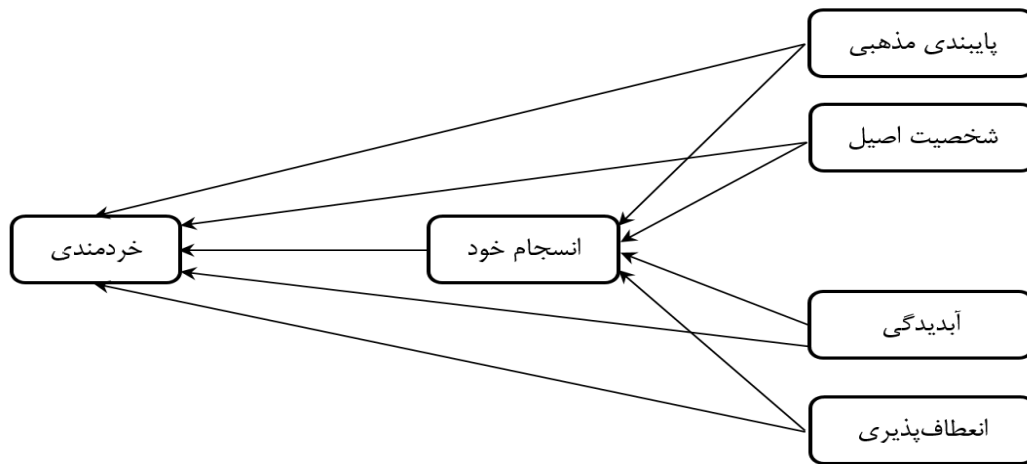 پایبندی مذهبی
شخصیت اصیل
انسجام خود
خردمندی
آبدیدگی
انعطاف‌پذیری